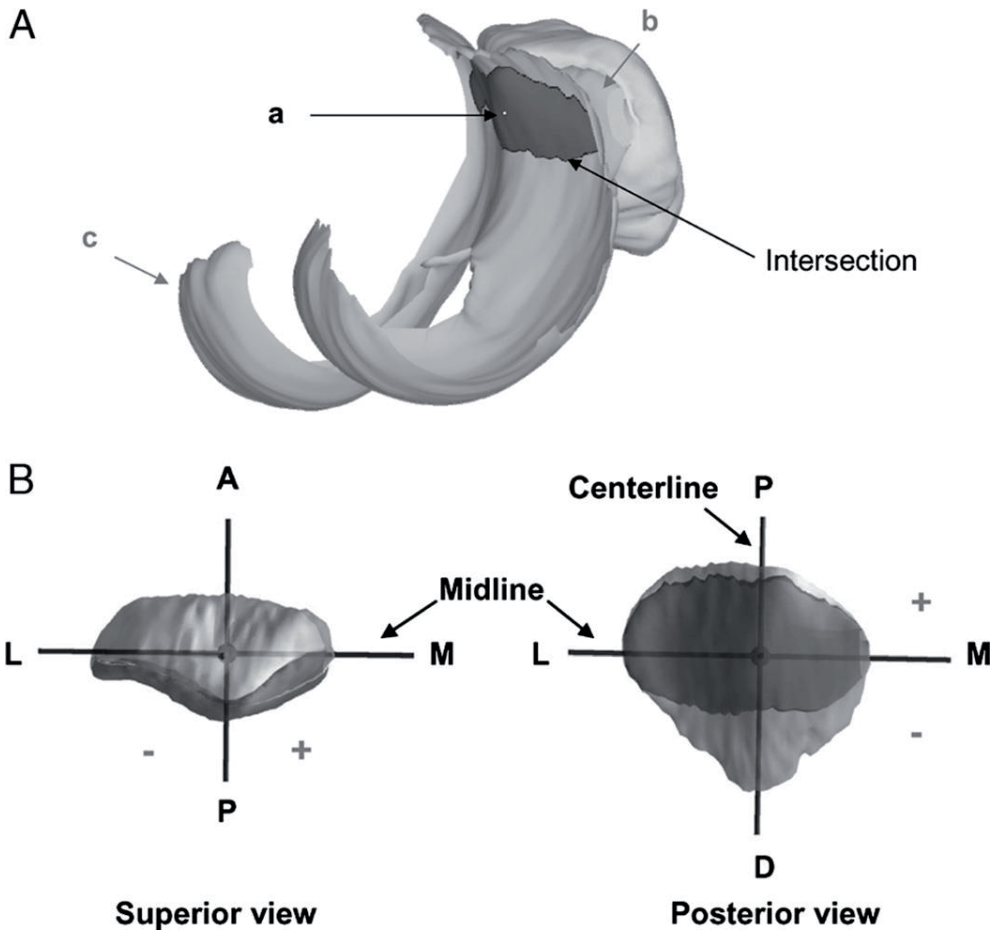 A
b
a
c
Intersection
B
A
Centerline P
Midline
+
L M L M
- + -
P
D
Superior view Posterior view